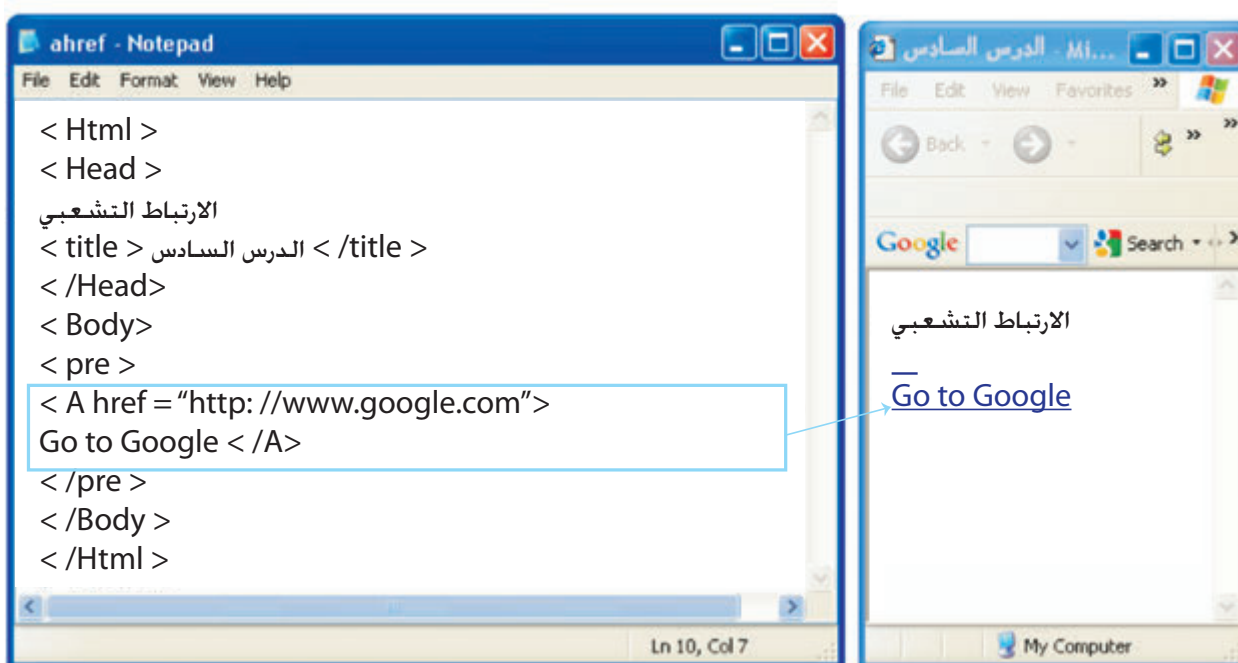 ahref - Notepad
File Edit Format View Help
< Html >
< Head >
الارتباط التشعبي
< title > الدرس السادس < /title >
< /Head>
< Body>
< pre >
< A href = “http: //www.google.com”>
Go to Google < /A>
< /pre >
< /Body >
< /Html >
Ln 10, Col 7
الدرس السادس - Mi...
File Edit View Favorites »
Back » »
Google Search
الارتباط التشعبي
Go to Google
My Computer